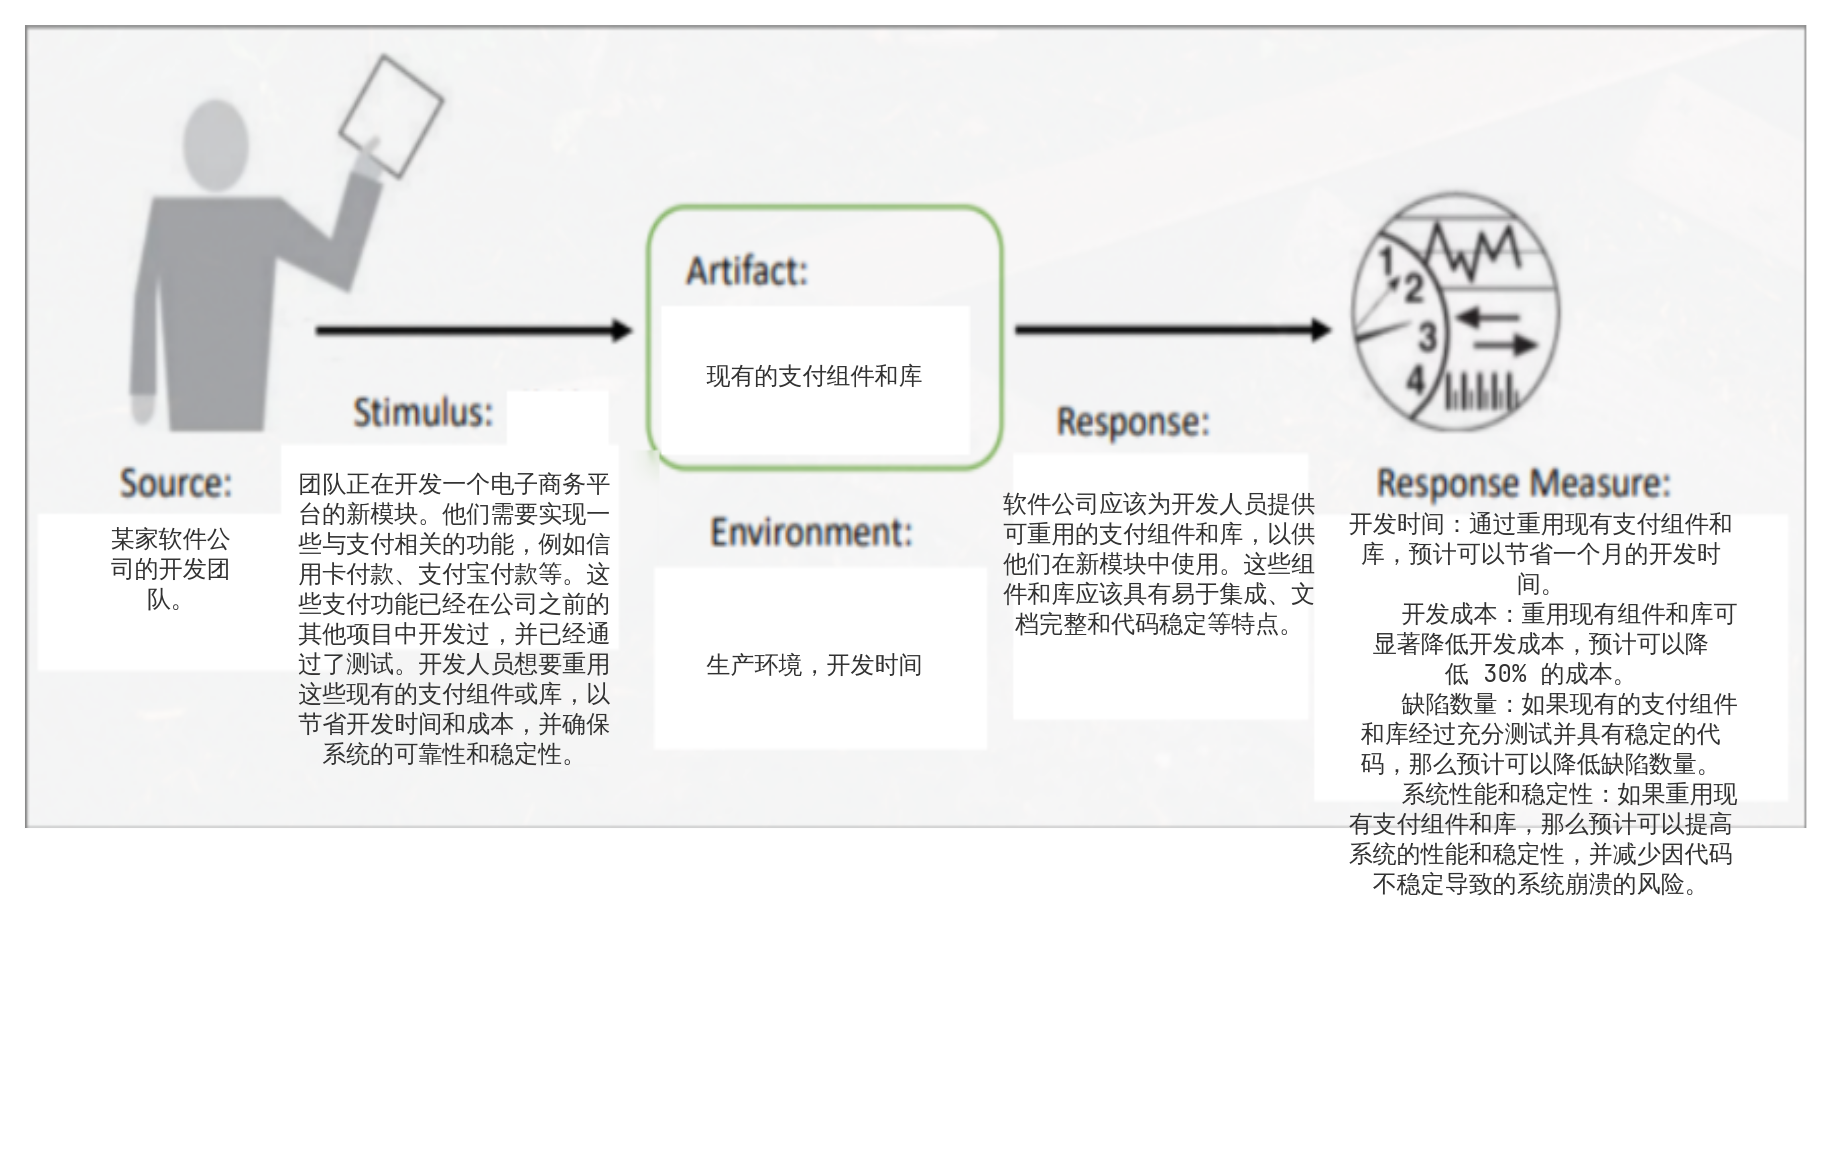 Source:
某家软件公
司的开发团
队。
Stimulus:
团队正在开发一个电子商务平
台的新模块。他们需要实现一
些与支付相关的功能，例如信
用卡付款、支付宝付款等。这
些支付功能已经在公司之前的
其他项目中开发过，并已经通
过了测试。开发人员想要重用
这些现有的支付组件或库，以
节省开发时间和成本，并确保
系统的可靠性和稳定性。
Artifact:
现有的支付组件和库
Environment:
生产环境，开发时间
Response:
软件公司应该为开发人员提供
可重用的支付组件和库，以供
他们在新模块中使用。这些组
件和库应该具有易于集成、文
档完整和代码稳定等特点。
1
2
3
4
Response Measure:
开发时间：通过重用现有支付组件和
库，预计可以节省一个月的开发时
间。
开发成本：重用现有组件和库可
显著降低开发成本，预计可以降
低 30% 的成本。
缺陷数量：如果现有的支付组件
和库经过充分测试并具有稳定的代
码，那么预计可以降低缺陷数量。
系统性能和稳定性：如果重用现
有支付组件和库，那么预计可以提高
系统的性能和稳定性，并减少因代码
不稳定导致的系统崩溃的风险。